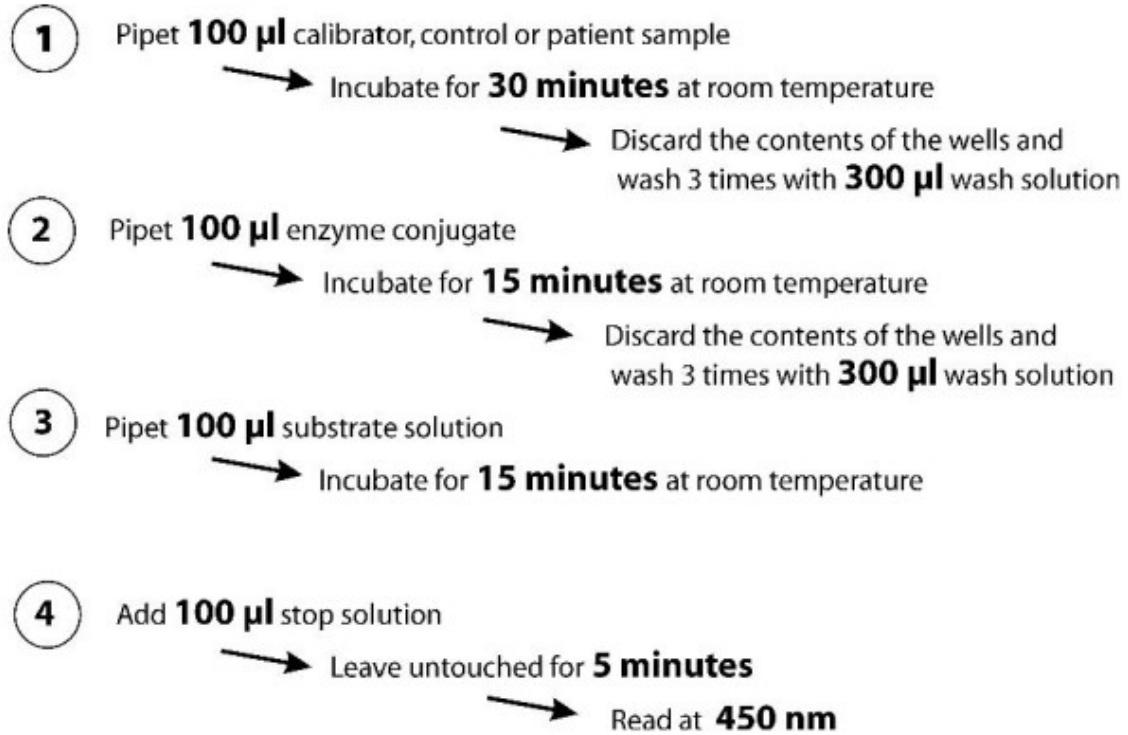 1 Pipet 100 µl calibrator, control or patient sample
Incubate for 30 minutes at room temperature
Discard the contents of the wells and
wash 3 times with 300 µl wash solution
2 Pipet 100 µl enzyme conjugate
Incubate for 15 minutes at room temperature
Discard the contents of the wells and
wash 3 times with 300 µl wash solution
3 Pipet 100 µl substrate solution
Incubate for 15 minutes at room temperature
4 Add 100 µl stop solution
Leave untouched for 5 minutes
Read at 450 nm